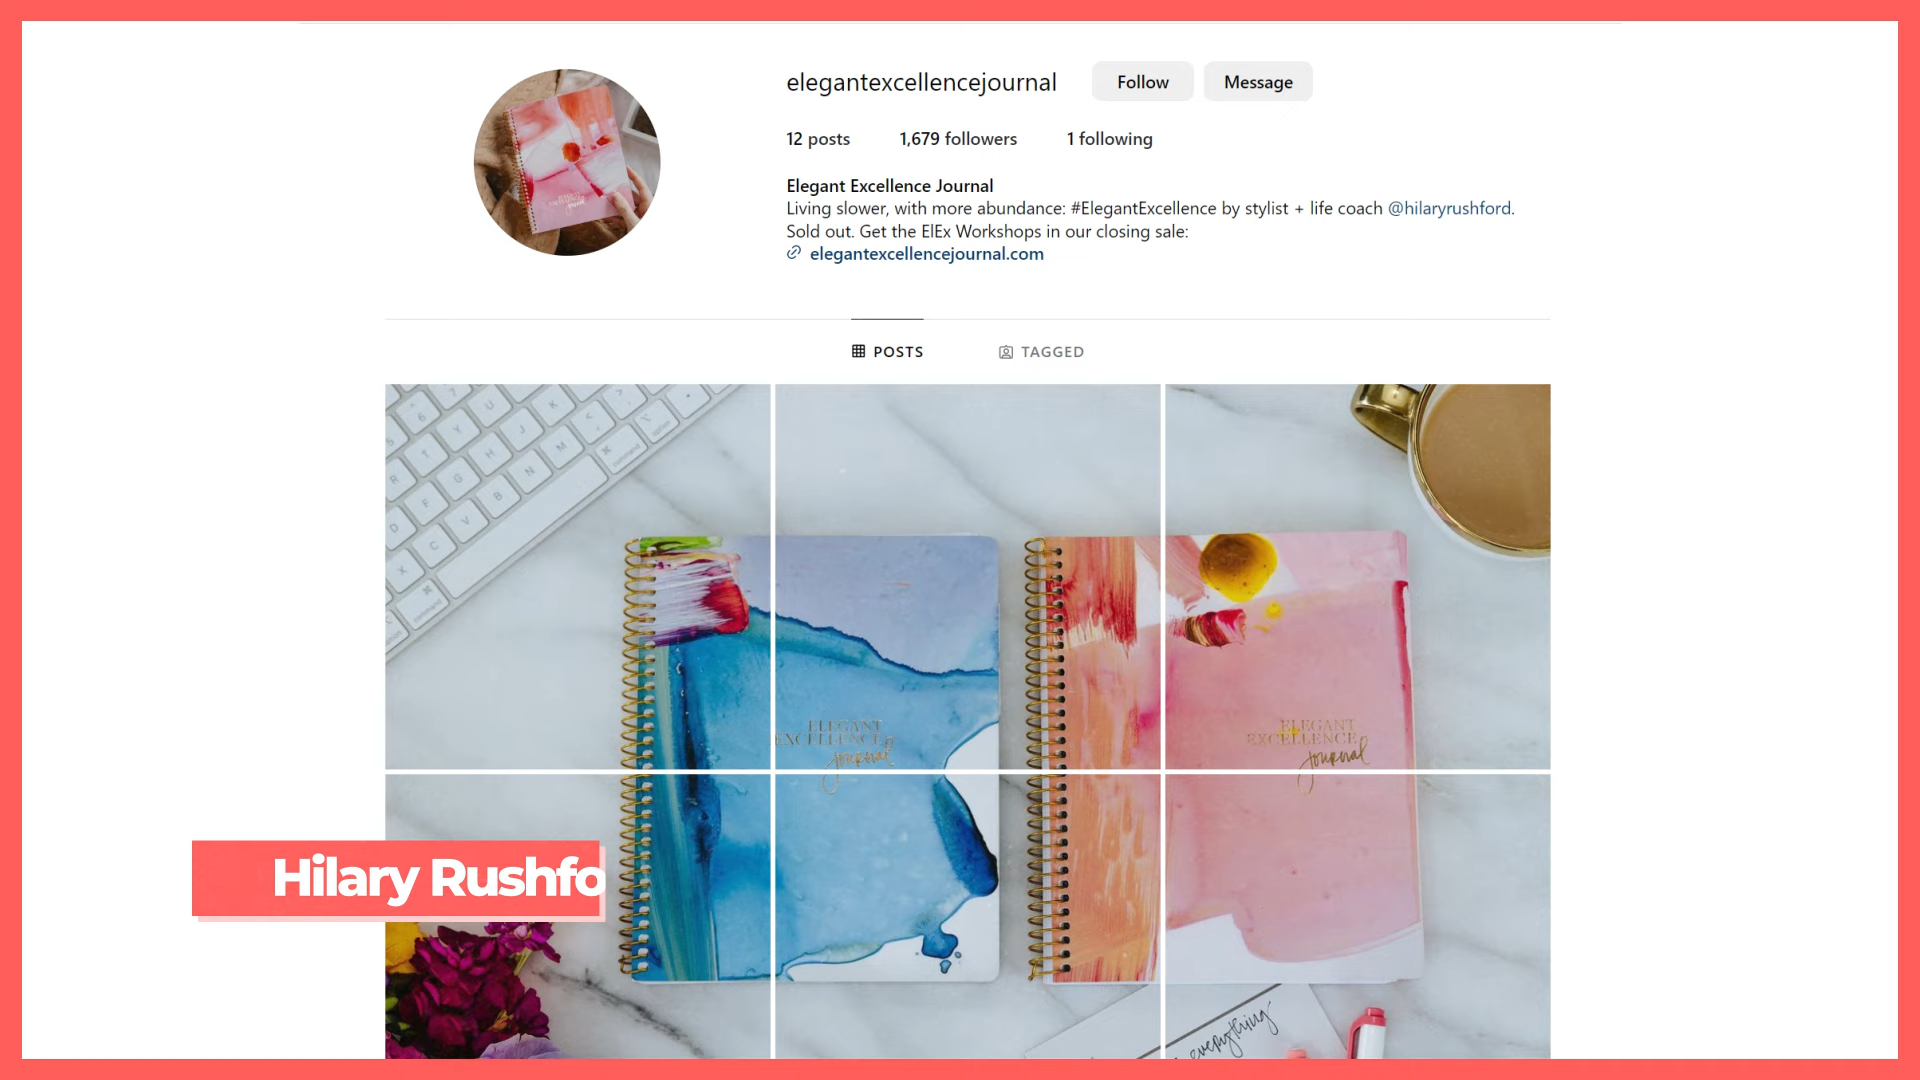 elegantexcellencejournal
Follow
Message
12 posts
1,679 followers
1 following
Elegant Excellence Journal
Living slower, with more abundance: #ElegantExcellence by stylist + life coach @hilaryrushford.
Sold out. Get the ElEx Workshops in our closing sale:
elegantexcellencejournal.com
POSTS
TAGGED
ELEGANT
EXCELLENCE
journal
ELEGANT
EXCELLENCE
journal
Hilary Rushfo
everything